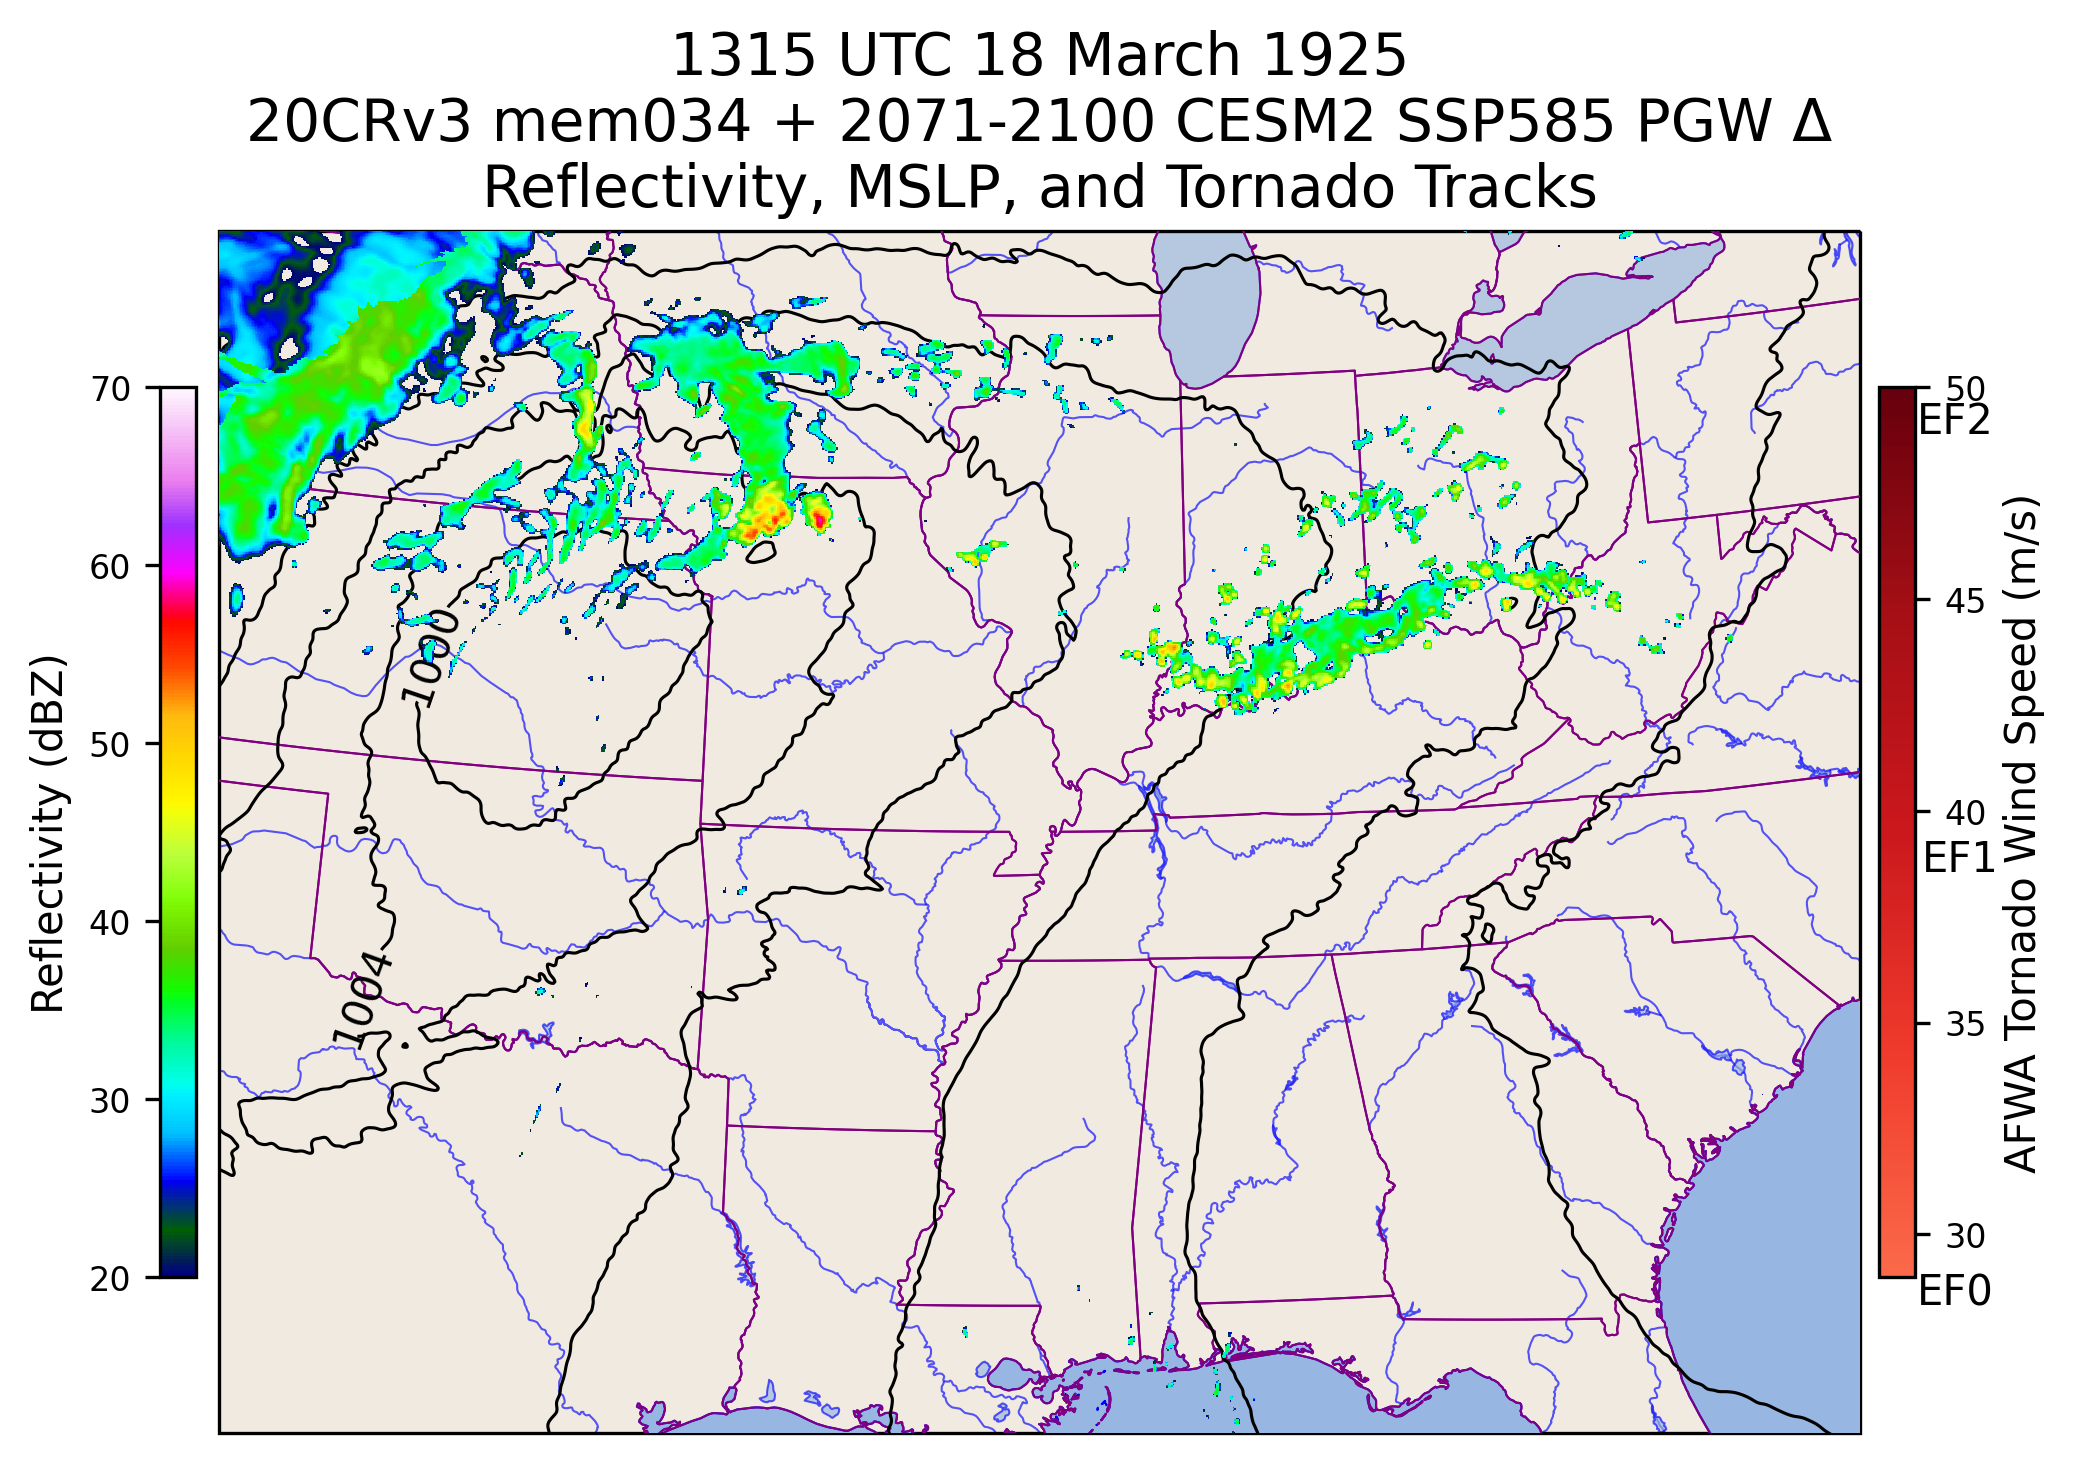 1315 UTC 18 March 1925
20CRv3 mem034 + 2071-2100 CESM2 SSP585 PGW Δ
Reflectivity, MSLP, and Tornado Tracks
70
60
50
40
30
20
Reflectivity (dBZ)
1000
1004
50
EF2
45
40
EF1
35
30
EF0
AFWA Tornado Wind Speed (m/s)